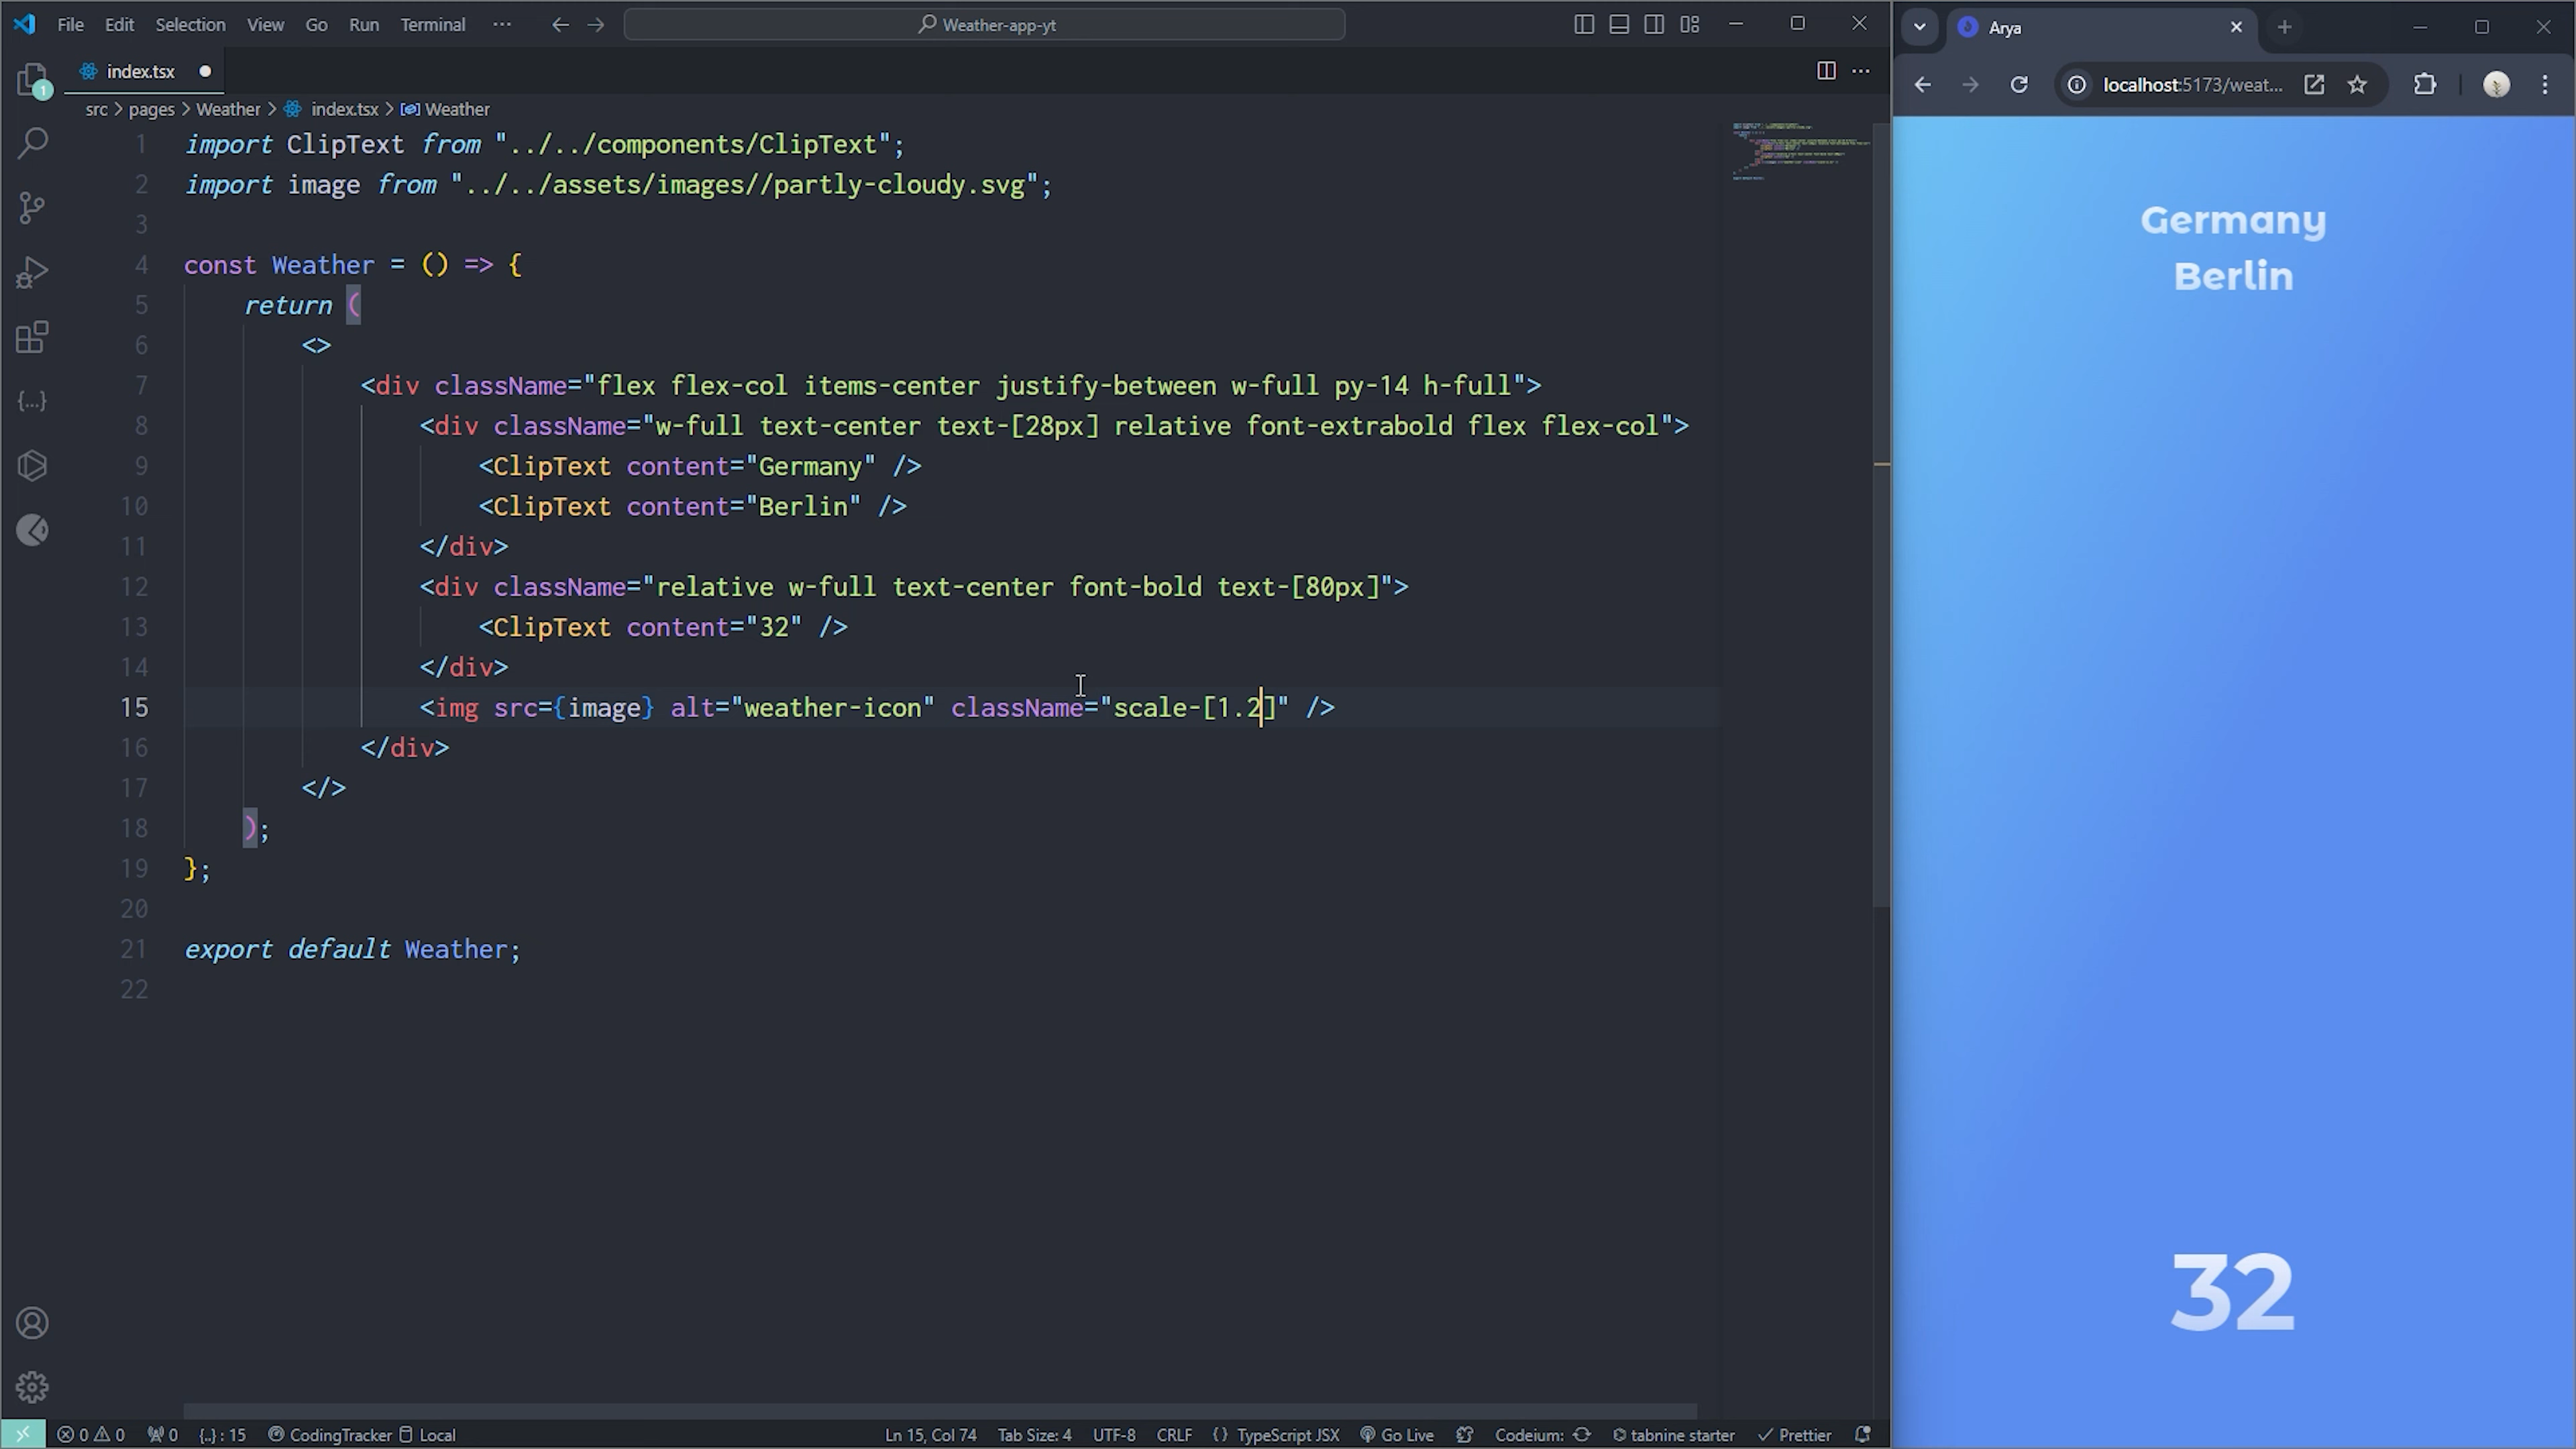 File Edit Selection View Go Run Terminal ··· Weather-app-yt
index.tsx
src > pages > Weather > index.tsx > Weather
1 import ClipText from "../../components/ClipText";
2 import image from "../../assets/images//partly-cloudy.svg";
3
4 const Weather = () => {
5 return (
6 <>
7 <div className="flex flex-col items-center justify-between w-full py-14 h-full">
8 <div className="w-full text-center text-[28px] relative font-extrabold flex flex-col">
9 <ClipText content="Germany" />
10 <ClipText content="Berlin" />
11 </div>
12 <div className="relative w-full text-center font-bold text-[80px]">
13 <ClipText content="32" />
14 </div>
15 <img src={image} alt="weather-icon" className="scale-[1.2]" />
16 </div>
17 </>
18 );
19 };
20
21 export default Weather;
22
1
0 0 0 {..} : 15 CodingTracker Local Ln 15, Col 74 Tab Size: 4 UTF-8 CRLF {} TypeScript JSX Go Live Codeium: tabnine starter Prettier
Arya
localhost:5173/weat...
Germany
Berlin
32